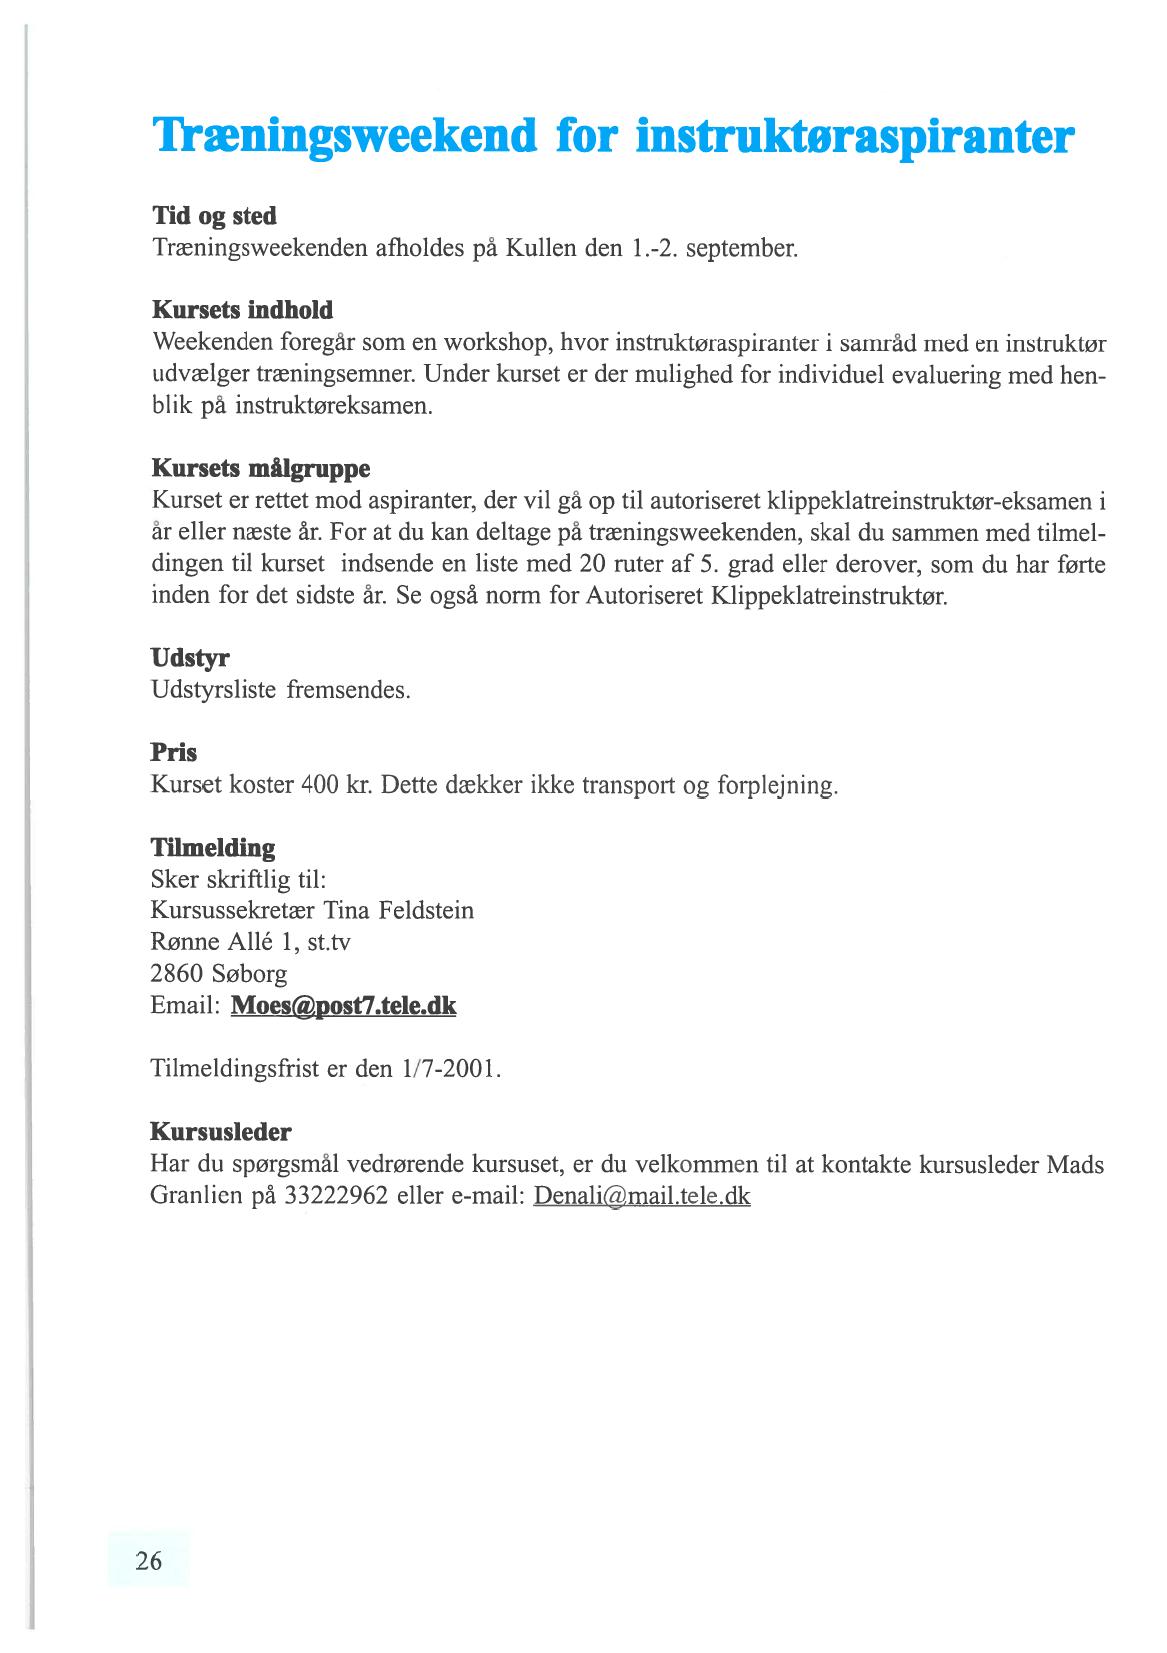 Træningsweekend for instruktøraspiranter
Tid og sted
Træningsweekenden afholdes på Kullen den 1.-2. september.
Kursets indhold
Weekenden foregår som en workshop, hvor instruktøraspiranter i samråd med en instruktør
udvælger træningsemner. Under kurset er der mulighed for individuel evaluering med hen-
blik på instruktøreksamen.
Kursets målgruppe
Kurset er rettet mod aspiranter, der vil gå op til autoriseret klippeklatreinstruktør-eksamen i
år eller næste år. For at du kan deltage på træningsweekenden, skal du sammen med tilmel-
dingen til kurset indsende en liste med 20 ruter af 5. grad eller derover, som du har førte
inden for det sidste år. Se også norm for Autoriseret Klippeklatreinstruktør.
Udstyr
Udstyrsliste fremsendes.
Pris
Kurset koster 400 kr. Dette dækker ikke transport og forplejning.
Tilmelding
Sker skriftlig til:
Kursussekretær Tina Feldstein
Rønne Allé 1, st.tv
2860 Søborg
Email: Moes@post7.tele.dk
Tilmeldingsfrist er den 1/7-2001.
Kursusleder
Har du spørgsmål vedrørende kursuset, er du velkommen til at kontakte kursusleder Mads
Granlien på 33222962 eller e-mail: Denali@mail.tele.dk
26